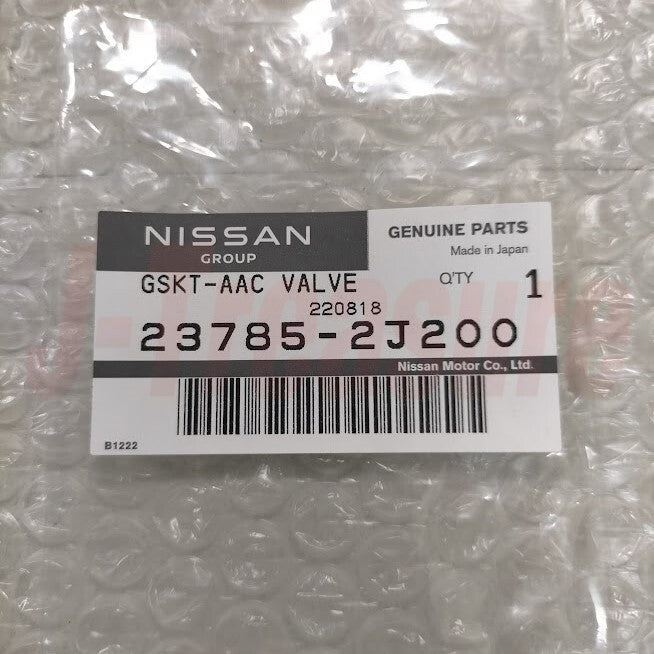 NISSAN
GROUP
GENUINE PARTS
Made in Japan
GSKT-AAC VALVE
Q'TY 1
220818
23785-2J200
Nissan Motor Co., Ltd.
B1222
J-Treasure